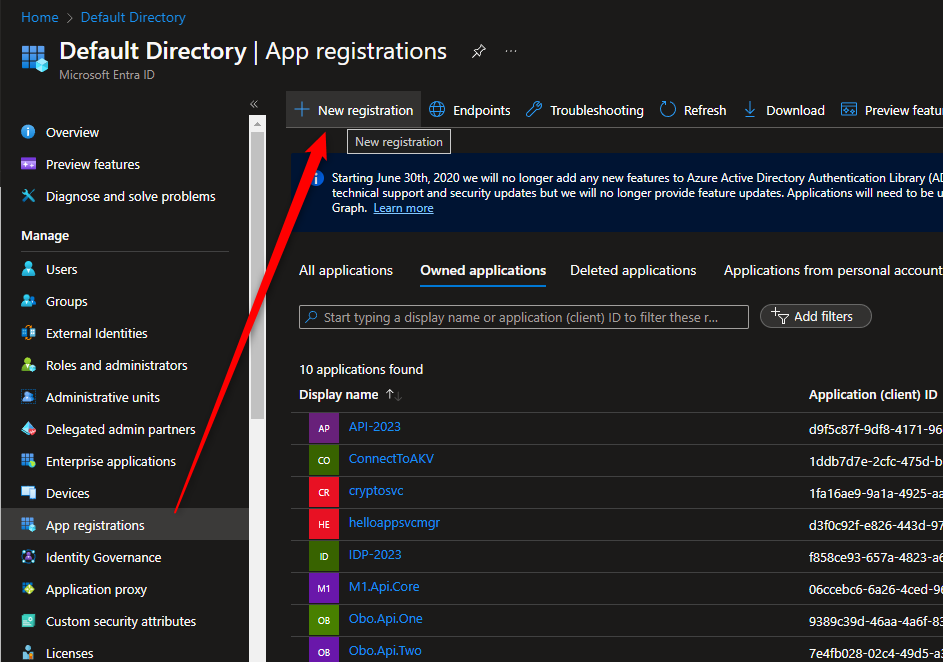 Home > Default Directory
Default Directory | App registrations
Microsoft Entra ID
New registration
Endpoints
Troubleshooting
Refresh
Download
Preview featu
New registration
Overview
Preview features
Diagnose and solve problems
Manage
Users
Groups
External Identities
Roles and administrators
Administrative units
Delegated admin partners
Enterprise applications
Devices
App registrations
Identity Governance
Application proxy
Custom security attributes
Licenses
Starting June 30th, 2020 we will no longer add any new features to Azure Active Directory Authentication Library (AD
technical support and security updates but we will no longer provide feature updates. Applications will need to be u
Graph. Learn more
All applications
Owned applications
Deleted applications
Applications from personal account
Start typing a display name or application (client) ID to filter these r...
Add filters
10 applications found
Display name
Application (client) ID
AP API-2023 d9f5c87f-9df8-4171-96
CO ConnectToAKV 1ddb7d7e-2cfc-475d-b
CR cryptosvc 1fa16ae9-9a1a-4925-aa
HE helloappsvcmgr d3f0c92f-e826-443d-97
ID IDP-2023 f858ce93-657a-4823-a6
M1 M1.Api.Core 06ccebc6-6a26-4ced-96
OB Obo.Api.One 9389c39d-46aa-4a6f-83
OB Obo.Api.Two 7e4fb028-02c4-49d5-a3